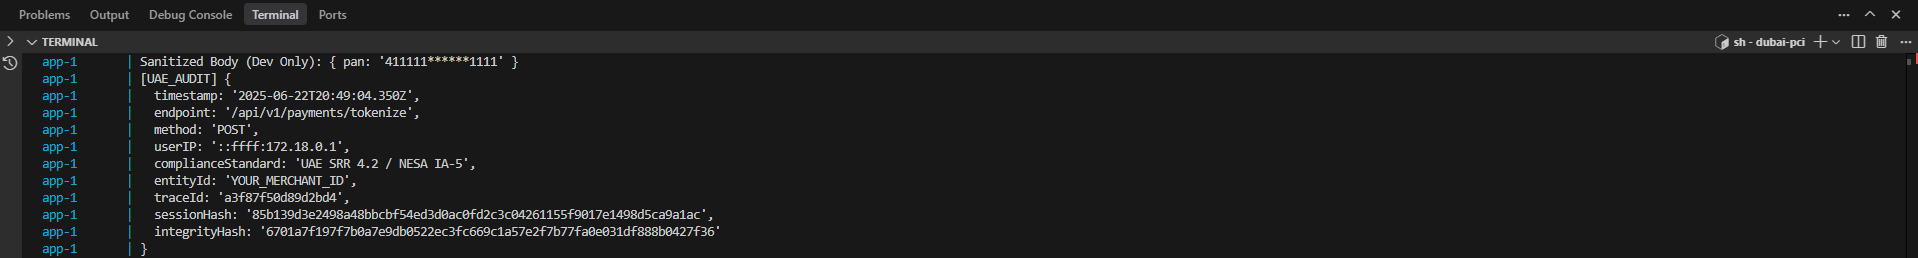 Problems Output Debug Console Terminal Ports
TERMINAL sh - dubai-pci
app-1 | Sanitized Body (Dev Only): { pan: '411111******1111' }
app-1 | [UAE_AUDIT] {
app-1 | timestamp: '2025-06-22T20:49:04.350Z',
app-1 | endpoint: '/api/v1/payments/tokenize',
app-1 | method: 'POST',
app-1 | userIP: '::ffff:172.18.0.1',
app-1 | complianceStandard: 'UAE SRR 4.2 / NESA IA-5',
app-1 | entityId: 'YOUR_MERCHANT_ID',
app-1 | traceId: 'a3f87f50d89d2bd4',
app-1 | sessionHash: '85b139d3e2498a48bbcbf54ed3d0ac0fd2c3c04261155f9017e1498d5ca9a1ac',
app-1 | integrityHash: '6701a7f197f7b0a7e9db0522ec3fc669c1a57e2f7b77fa0e031df888b0427f36'
app-1 | }